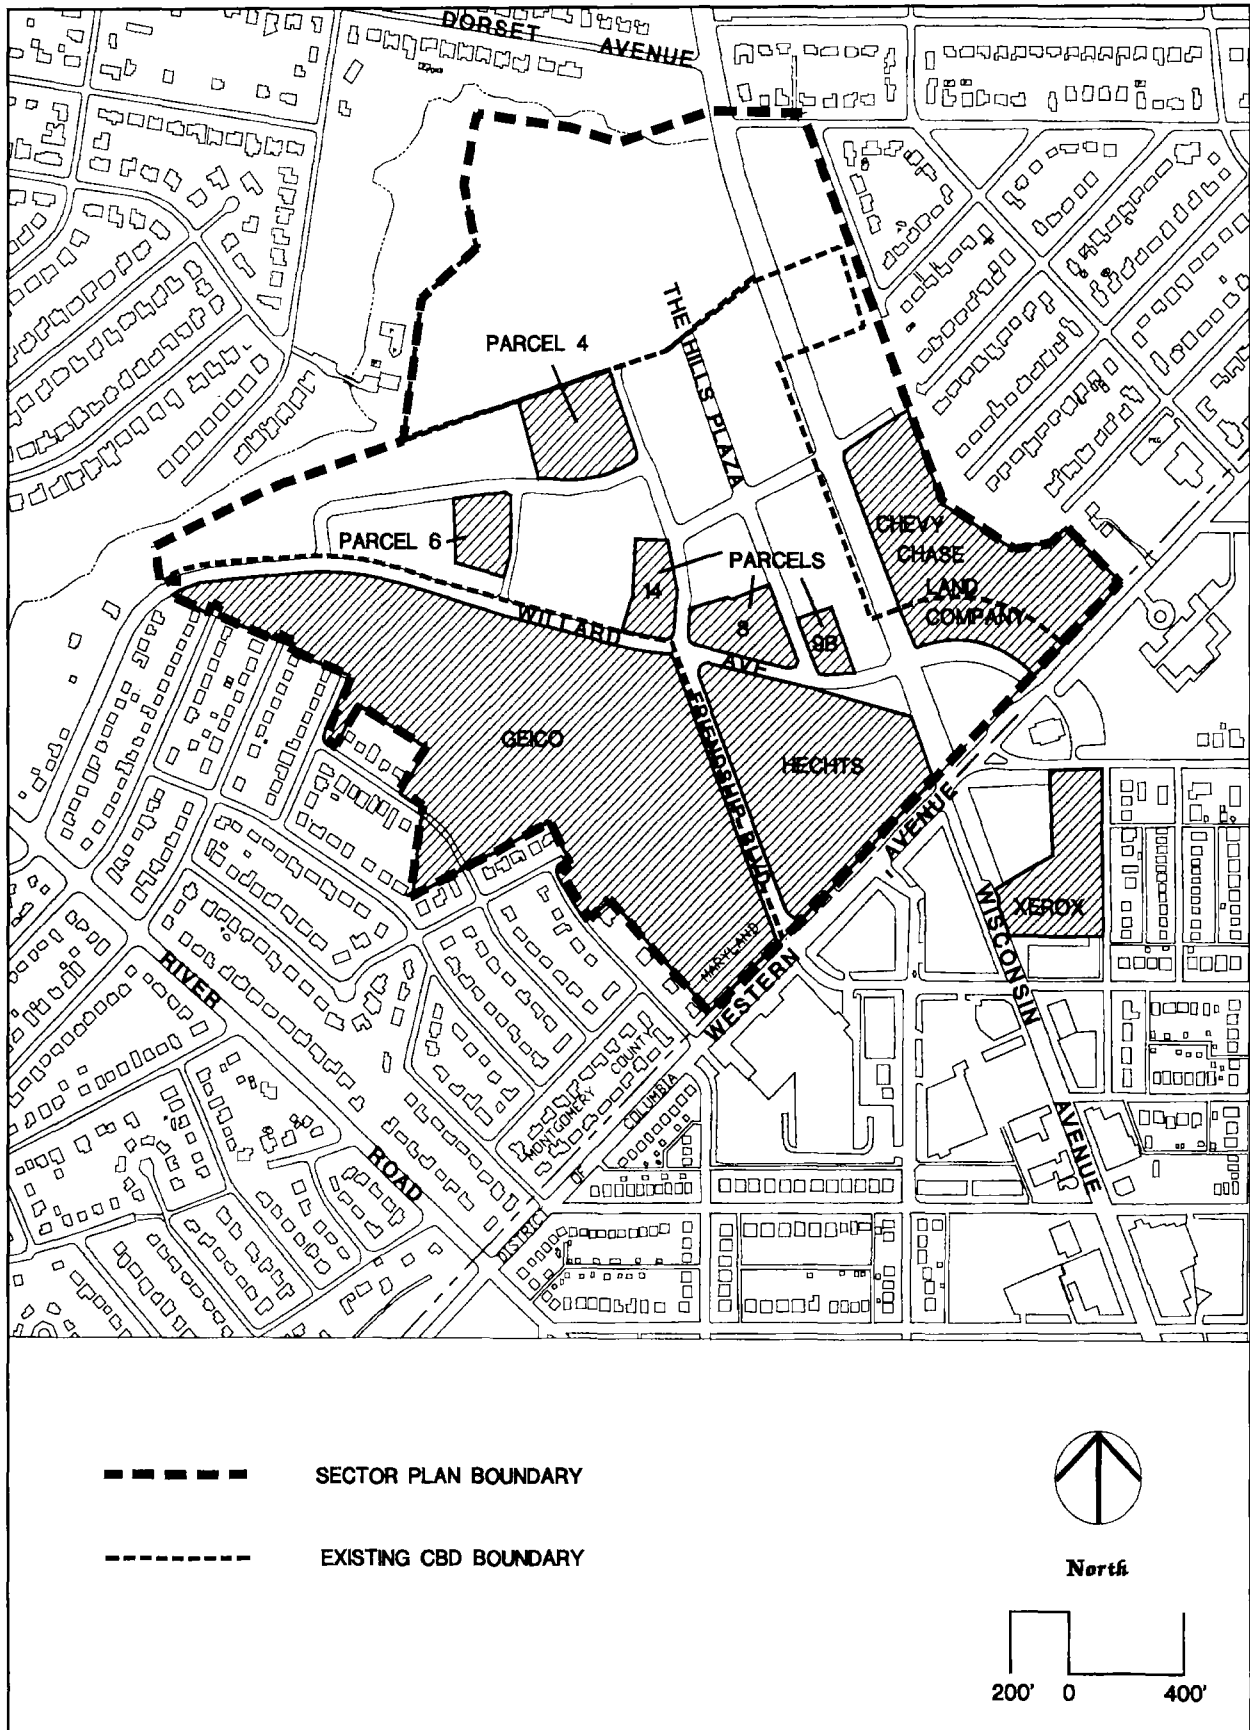 DORSET AVENUE
THE HILLS PLAZA
PARCEL 4
PARCEL 6
PARCELS
14
8
9B
CHEVY
CHASE
LAND
COMPANY
PKG
WILLARD AVE
GEICO
FRIENDSHIP BLVD
HECHTS
XEROX
WESTERN AVENUE
WISCONSIN AVENUE
MARYLAND
MONTGOMERY COUNTY
DISTRICT OF COLUMBIA
RIVER ROAD
SECTOR PLAN BOUNDARY
EXISTING CBD BOUNDARY
North
200' 0 400'